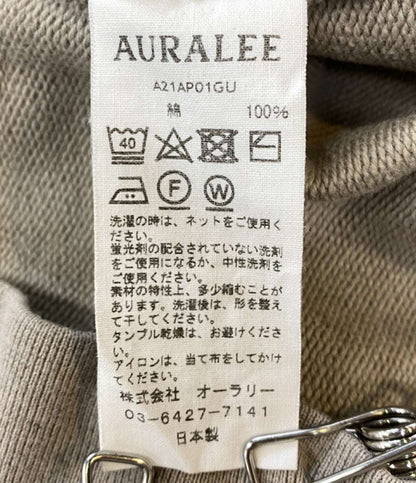 AURALEE
A21AP01GU
綿 100%
40
F W
洗濯の時は、ネットをご使用く
ださい。
蛍光剤の配合されていない洗剤
をご使用になるか、中性洗剤を
ご使用ください。
素材の特性上、多少縮むことが
あります。洗濯後は、形を整え
て干してください。
タンブル乾燥は、お避けくださ
い。
アイロンは、当て布をしてかけ
てください。
株式会社 オーラリー
03-6427-7141
日本製